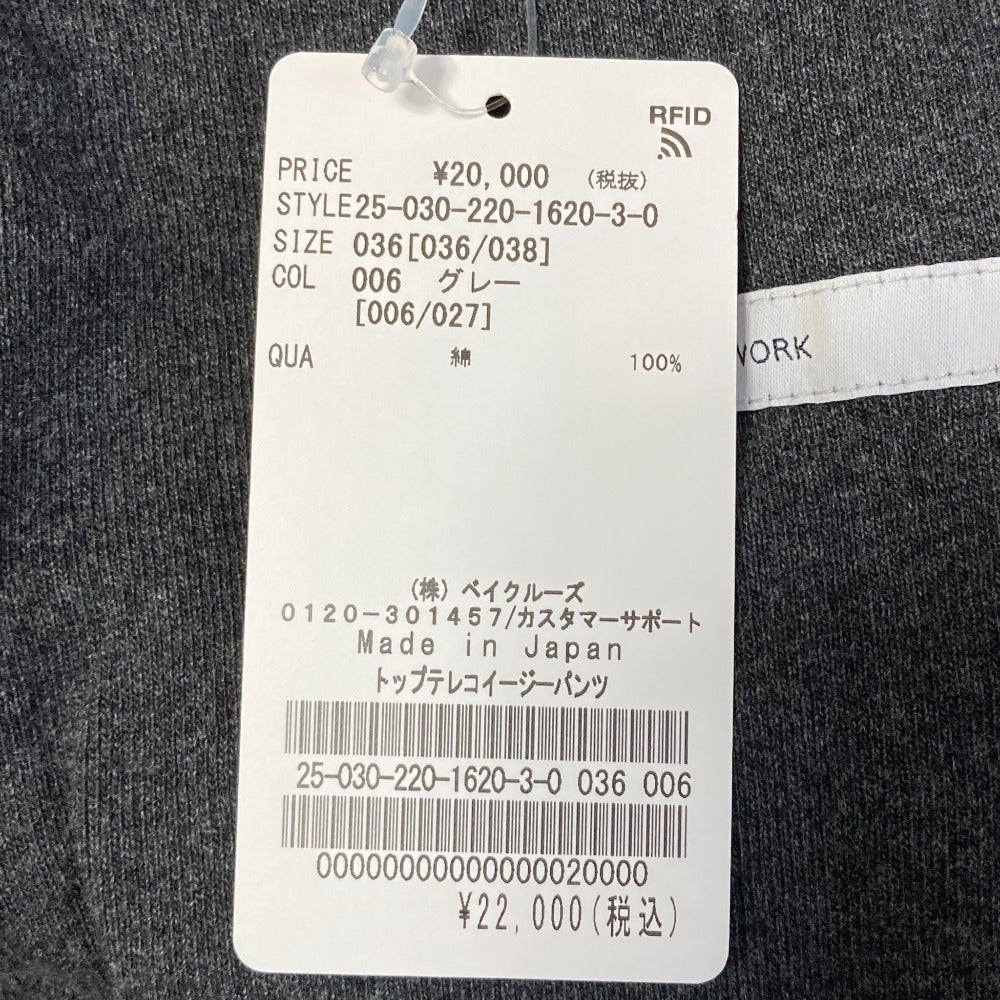 RFID
PRICE ¥20,000 (税抜)
STYLE25-030-220-1620-3-0
SIZE 036[036/038]
COL 006 グレー
[006/027]
QUA 綿 100%
WORK
(株) ベイクルーズ
0120-301457/カスタマーサポート
Made in Japan
トップテレコイージーパンツ
25-030-220-1620-3-0 036 006
00000000000000020000
¥22,000(税込)